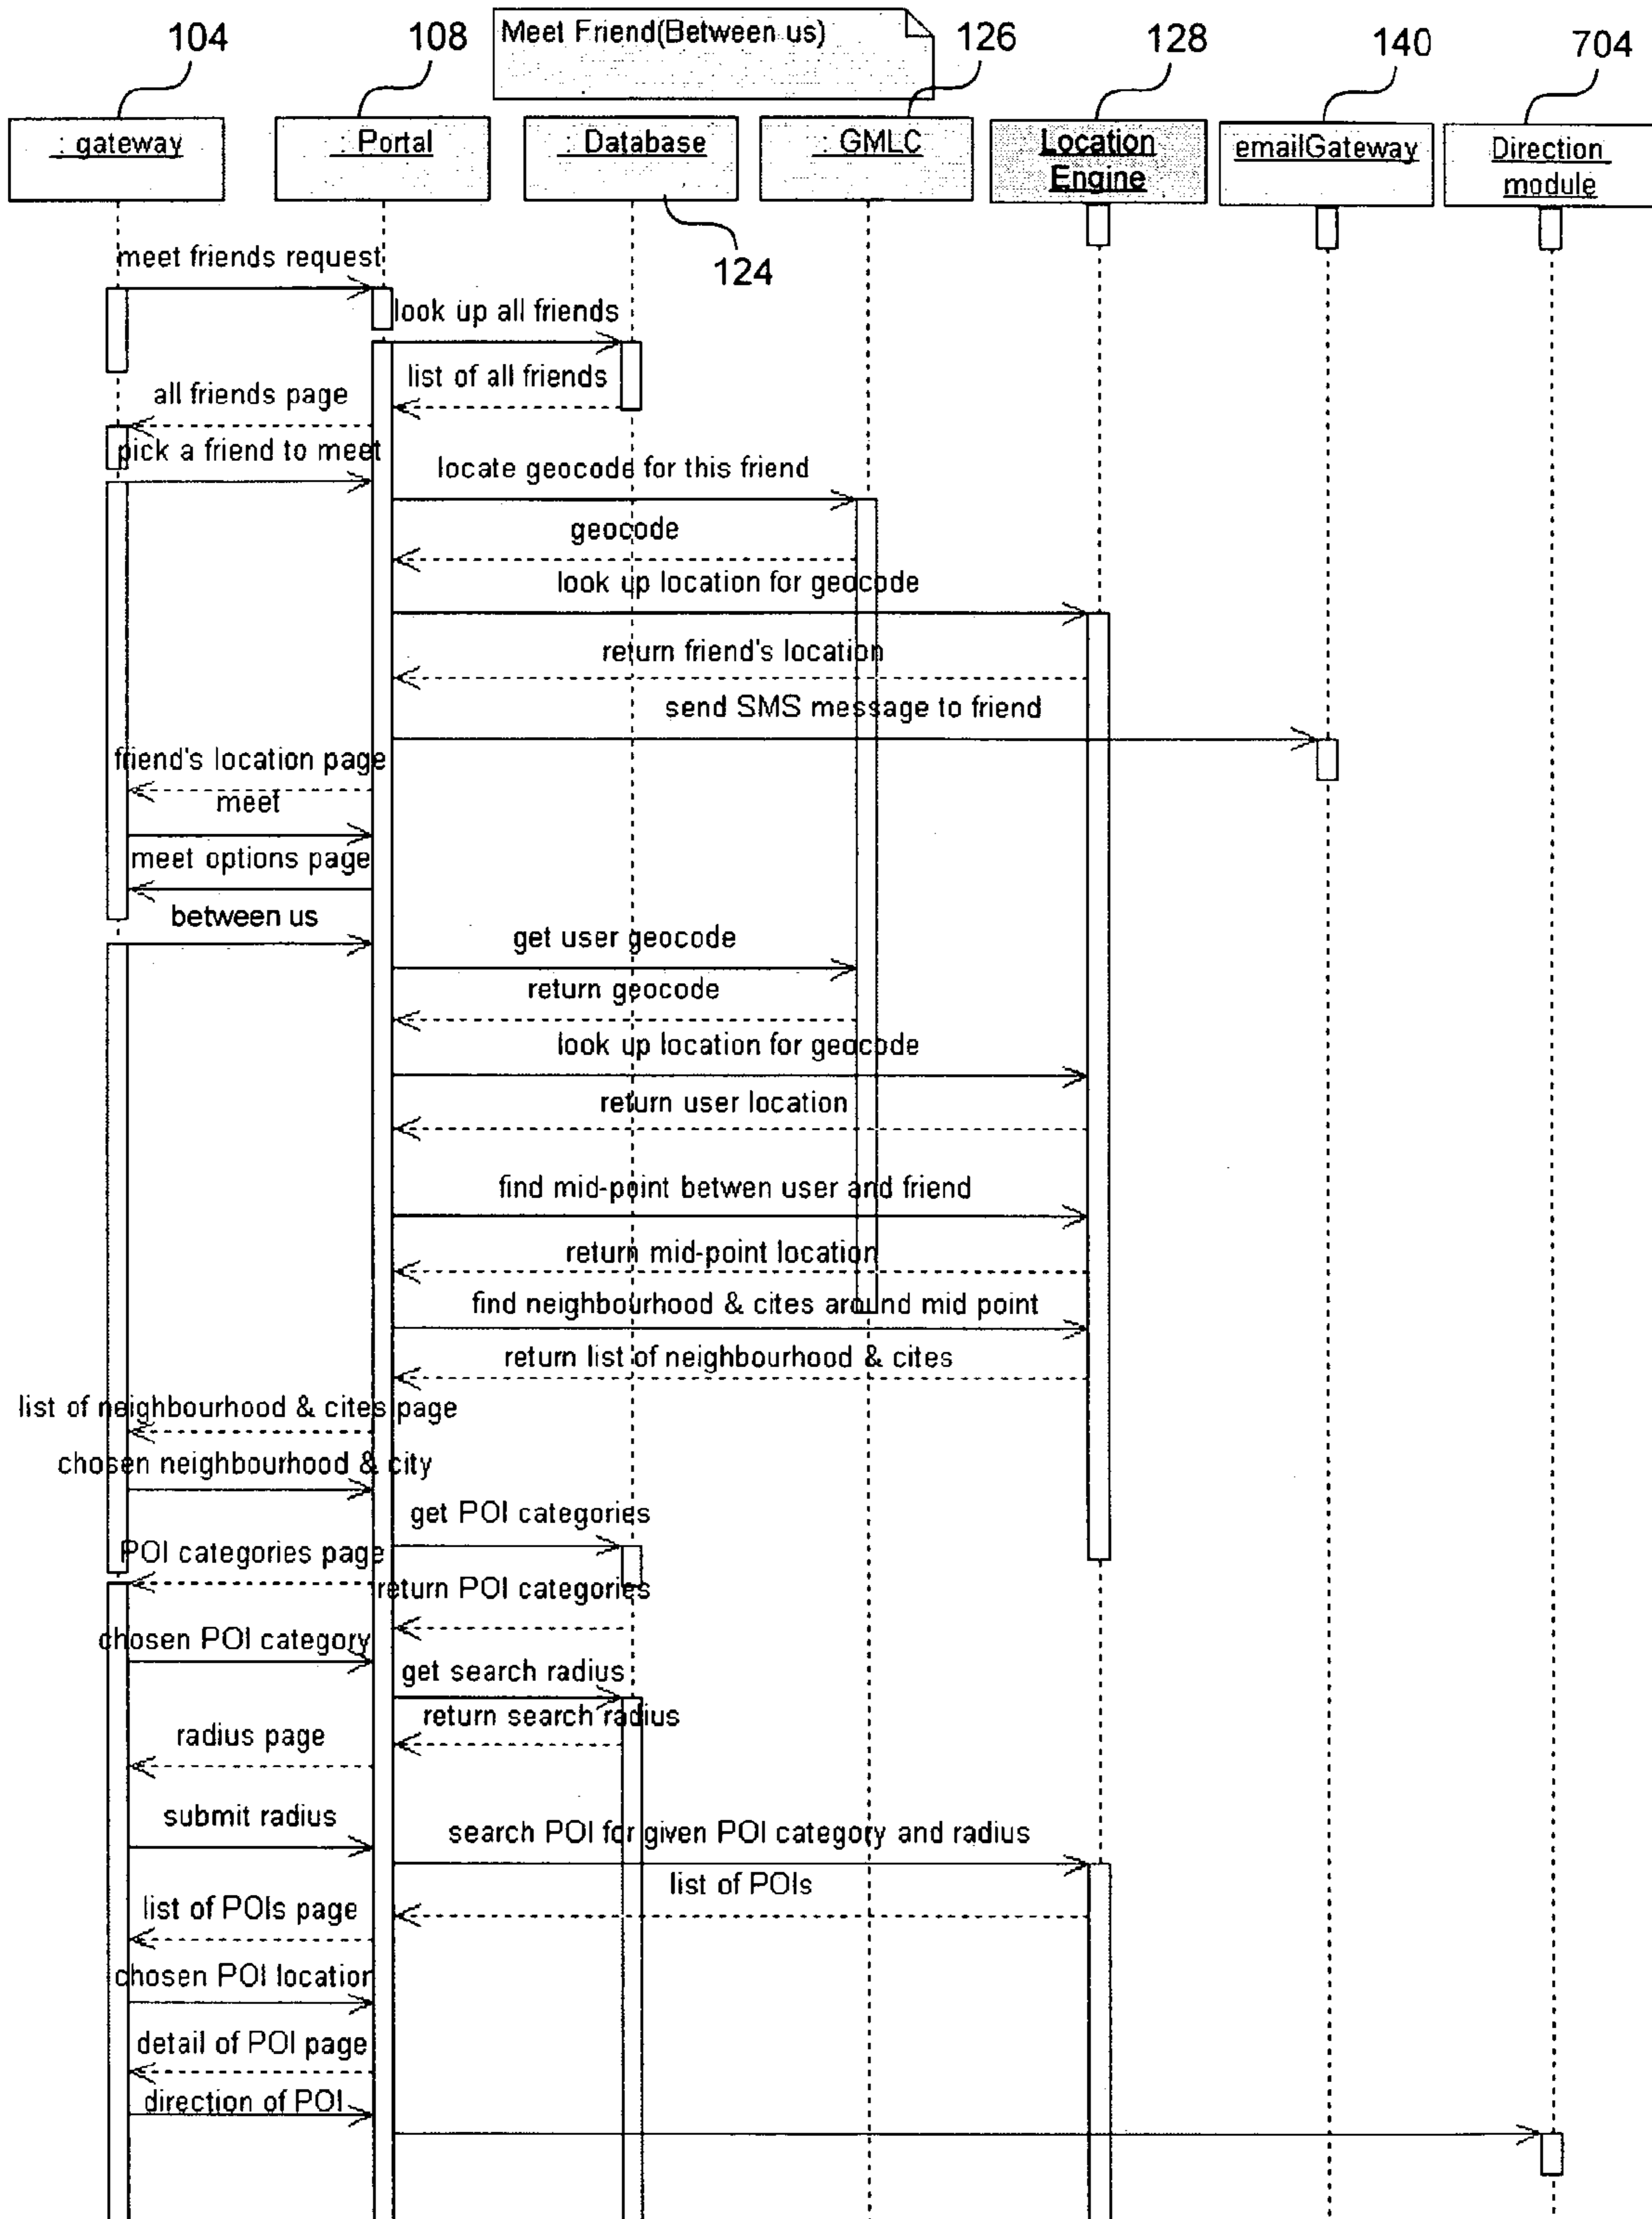 104
108
Meet Friend(Between us)
126
128
140
704
: gateway
: Portal
: Database
: GMLC
Location
Engine
emailGateway
Direction
module
124
meet friends request
look up all friends
list of all friends
all friends page
pick a friend to meet
locate geocode for this friend
geocode
look up location for geocode
return friend's location
send SMS message to friend
friend's location page
meet
meet options page
between us
get user geocode
return geocode
look up location for geocode
return user location
find mid-point betwen user and friend
return mid-point location
find neighbourhood & cites around mid point
return list of neighbourhood & cites
list of neighbourhood & cites page
chosen neighbourhood & city
get POI categories
POI categories page
return POI categories
chosen POI category
get search radius
return search radius
radius page
submit radius
search POI for given POI category and radius
list of POIs
list of POIs page
chosen POI location
detail of POI page
direction of POI